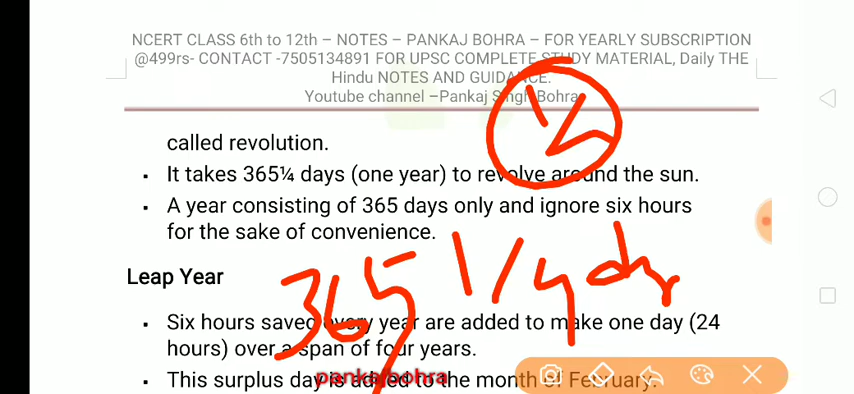 NCERT CLASS 6th to 12th – NOTES – PANKAJ BOHRA – FOR YEARLY SUBSCRIPTION
@499rs- CONTACT -7505134891 FOR UPSC COMPLETE STUDY MATERIAL, Daily THE
Hindu NOTES AND GUIDANCE.
Youtube channel –Pankaj Singh Bohra
called revolution.
• It takes 365¼ days (one year) to revolve around the sun.
• A year consisting of 365 days only and ignore six hours
for the sake of convenience.
365 1/4
Leap Year
• Six hours saved every year are added to make one day (24
hours) over a span of four years.
• This surplus day is added to the month of February.
pankajbohra